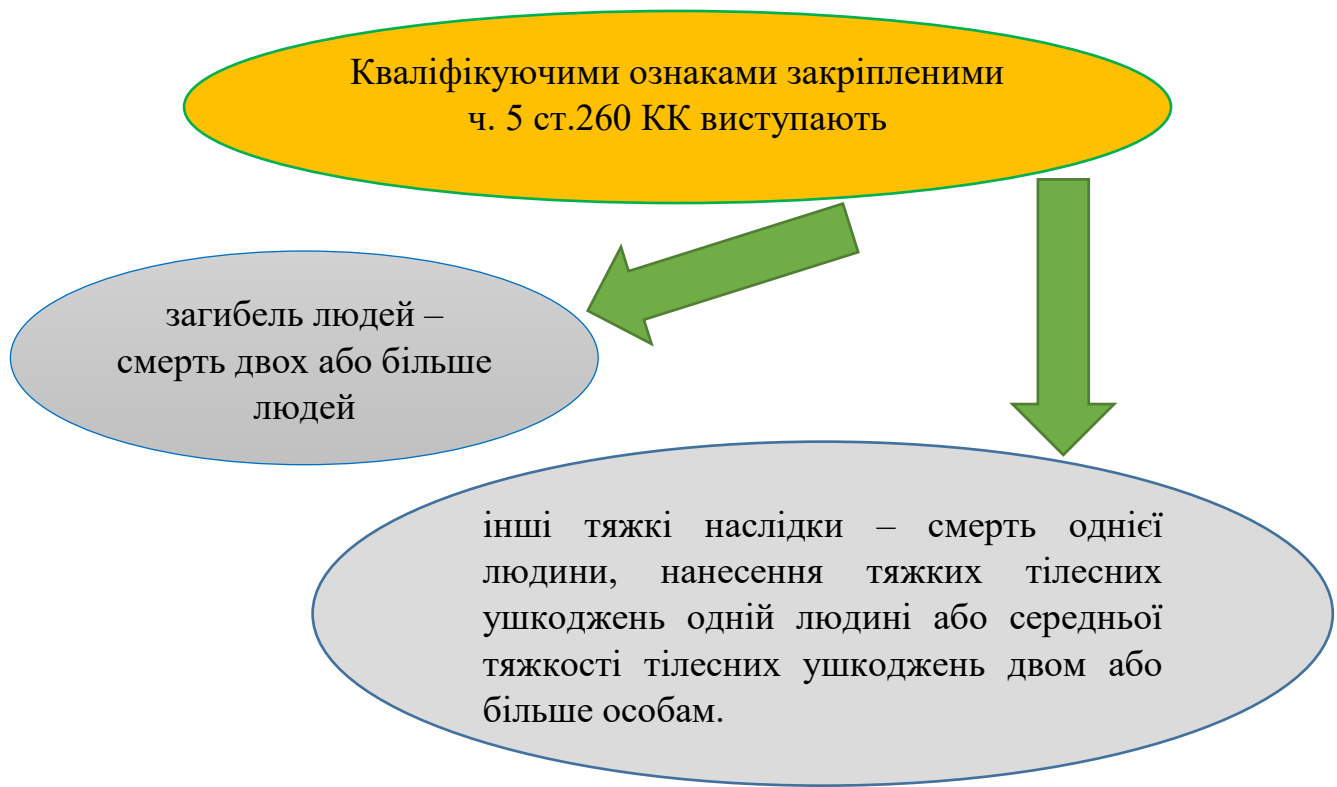 Кваліфікуючими ознаками закріпленими
ч. 5 ст.260 КК виступають
загибель людей –
смерть двох або більше
людей
інші тяжкі наслідки – смерть однієї
людини, нанесення тяжких тілесних
ушкоджень одній людині або середньої
тяжкості тілесних ушкоджень двом або
більше особам.